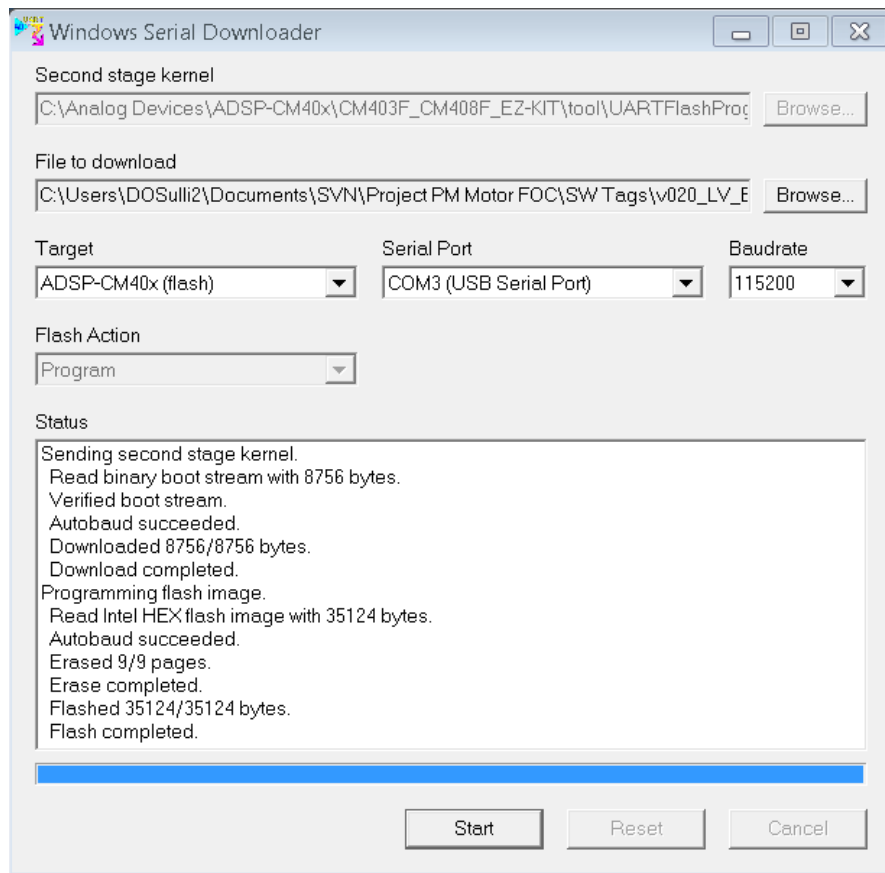 Windows Serial Downloader
Second stage kernel
C:\Analog Devices\ADSP-CM40x\CM403F_CM408F_EZ-KIT\tool\UARTFlashProg
Browse...
File to download
C:\Users\DOSulli2\Documents\SVN\Project PM Motor FOC\SW Tags\v020_LV_E
Browse...
Target Serial Port Baudrate
ADSP-CM40x (flash) COM3 (USB Serial Port) 115200
Flash Action
Program
Status
Sending second stage kernel.
Read binary boot stream with 8756 bytes.
Verified boot stream.
Autobaud succeeded.
Downloaded 8756/8756 bytes.
Download completed.
Programming flash image.
Read Intel HEX flash image with 35124 bytes.
Autobaud succeeded.
Erased 9/9 pages.
Erase completed.
Flashed 35124/35124 bytes.
Flash completed.
Start Reset Cancel